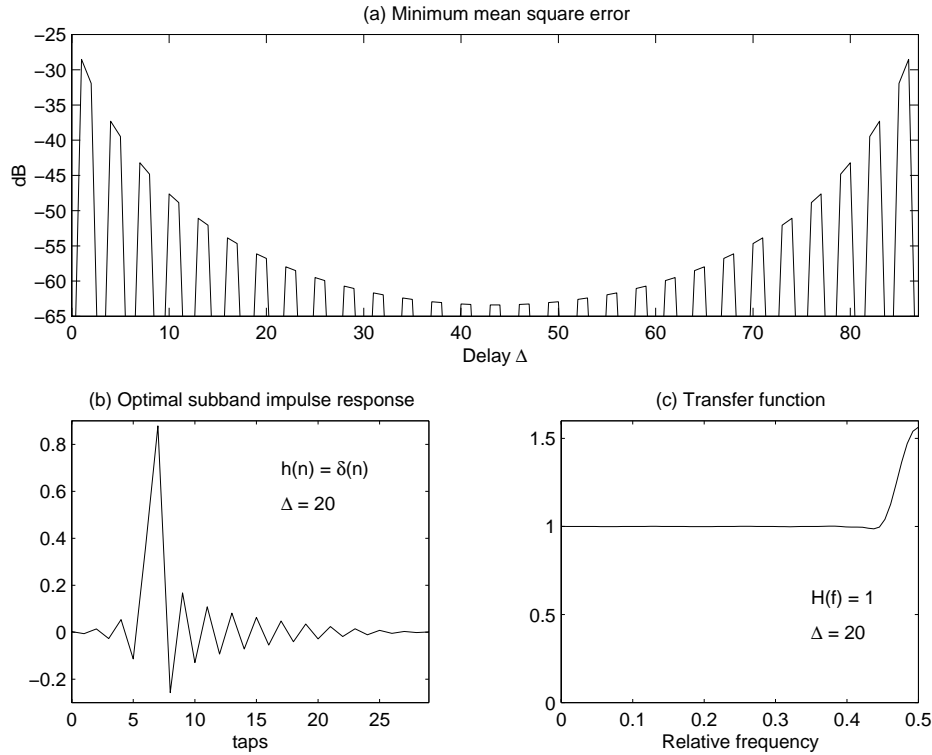 (a) Minimum mean square error
−25
−30
−35
−40
−45
−50
−55
−60
−65
dB
0 10 20 30 40 50 60 70 80
Delay Δ
(b) Optimal subband impulse response
0.8
0.6
0.4
0.2
0
−0.2
h(n) = δ(n)
Δ = 20
0 5 10 15 20 25
taps
(c) Transfer function
1.5
1
0.5
0
H(f) = 1
Δ = 20
0 0.1 0.2 0.3 0.4 0.5
Relative frequency